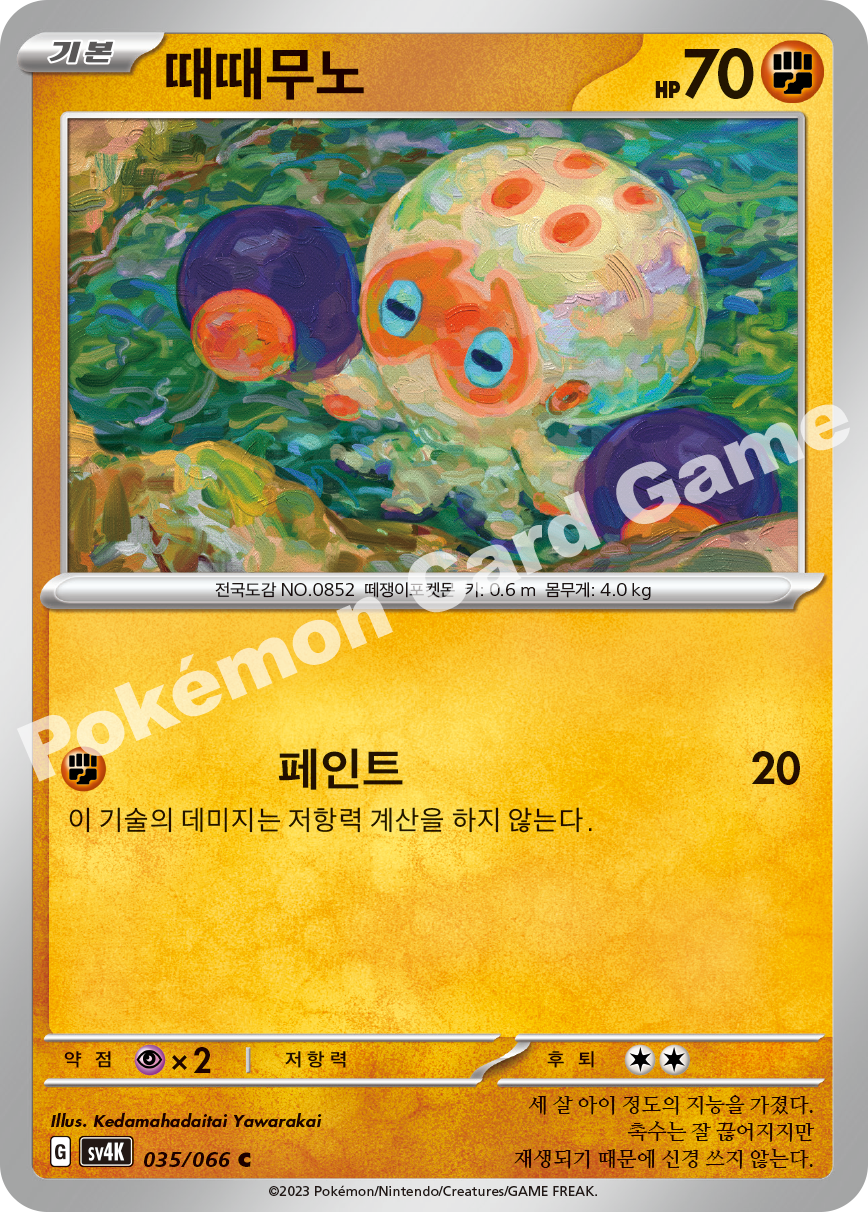 기본
때때무노
HP 70
전국도감 NO.0852 떼쟁이포켓몬 키: 0.6 m 몸무게: 4.0 kg
Pokémon Card Game
페인트 20
이 기술의 데미지는 저항력 계산을 하지 않는다.
약점 ×2 저항력 후퇴
Illus. Kedamahadaitai Yawarakai
세 살 아이 정도의 지능을 가졌다.
촉수는 잘 끊어지지만
재생되기 때문에 신경 쓰지 않는다.
G sv4K 035/066 C
©2023 Pokémon/Nintendo/Creatures/GAME FREAK.